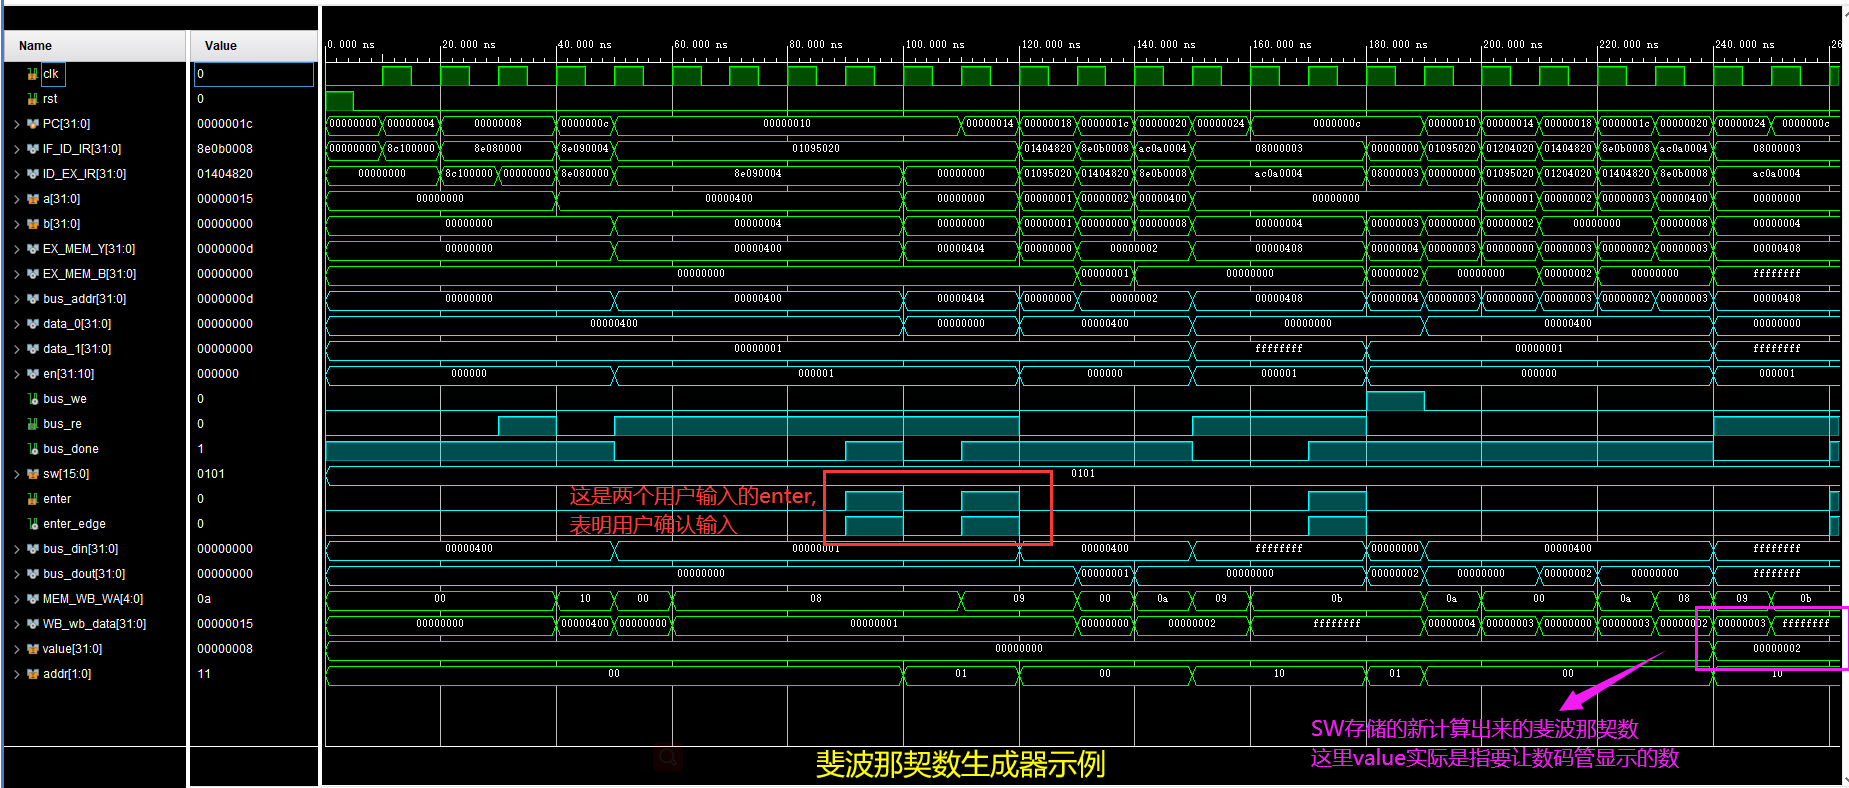 Name Value
0.000 ns 20.000 ns 40.000 ns 60.000 ns 80.000 ns 100.000 ns 120.000 ns 140.000 ns 160.000 ns 180.000 ns 200.000 ns 220.000 ns 240.000 ns 26
clk 0
rst 0
PC[31:0] 0000001c 00000000 00000004 00000008 0000000c 00000010 00000014 00000018 0000001c 00000020 00000024 0000000c 00000010 00000014 00000018 0000001c 00000020 00000024 0000000c
IF_ID_IR[31:0] 8e0b0008 00000000 8c100000 8e080000 8e090004 01095020 01404820 8e0b0008 ac0a0004 08000003 00000000 01095020 01204020 01404820 8e0b0008 ac0a0004 08000003
ID_EX_IR[31:0] 01404820 00000000 8c100000 00000000 8e080000 8e090004 00000000 01095020 01404820 8e0b0008 ac0a0004 08000003 00000000 01095020 01204020 01404820 8e0b0008 ac0a0004
a[31:0] 00000015 00000000 00000400 00000000 00000001 00000002 00000400 00000000 00000001 00000002 00000003 00000400 00000000
b[31:0] 00000000 00000000 00000004 00000000 00000001 00000000 00000008 00000004 00000003 00000000 00000002 00000000 00000008 00000004
EX_MEM_Y[31:0] 0000000d 00000000 00000400 00000404 00000000 00000002 00000408 00000004 00000003 00000000 00000003 00000002 00000003 00000408
EX_MEM_B[31:0] 00000000 00000000 00000001 00000000 00000002 00000000 00000002 00000000 ffffffff
bus_addr[31:0] 0000000d 00000000 00000400 00000404 00000000 00000002 00000408 00000004 00000003 00000000 00000003 00000002 00000003 00000408
data_0[31:0] 00000000 00000400 00000000 00000400 00000000 00000400 00000000
data_1[31:0] 00000000 00000001 ffffffff 00000001 ffffffff
en[31:10] 000000 000000 000001 000000 000001 000000 000001
bus_we 0
bus_re 0
bus_done 1
sw[15:0] 0101 0101
enter 0
这是两个用户输入的enter,
表明用户确认输入
enter_edge 0
bus_din[31:0] 00000000 00000400 00000001 00000400 ffffffff 00000000 00000400 ffffffff
bus_dout[31:0] 00000000 00000000 00000001 00000000 00000002 00000000 00000002 00000000 ffffffff
MEM_WB_WA[4:0] 0a 00 10 00 08 09 00 0a 09 0b 0a 00 0a 08 09 0b
WB_wb_data[31:0] 00000015 00000000 00000400 00000000 00000001 00000000 00000002 ffffffff 00000004 00000003 00000000 00000003 00000002 00000003 ffffffff
value[31:0] 00000008 00000000 00000002
addr[1:0] 11 00 01 00 10 01 00 10
SW存储的新计算出来的斐波那契数
这里value实际是指要让数码管显示的数
斐波那契数生成器示例